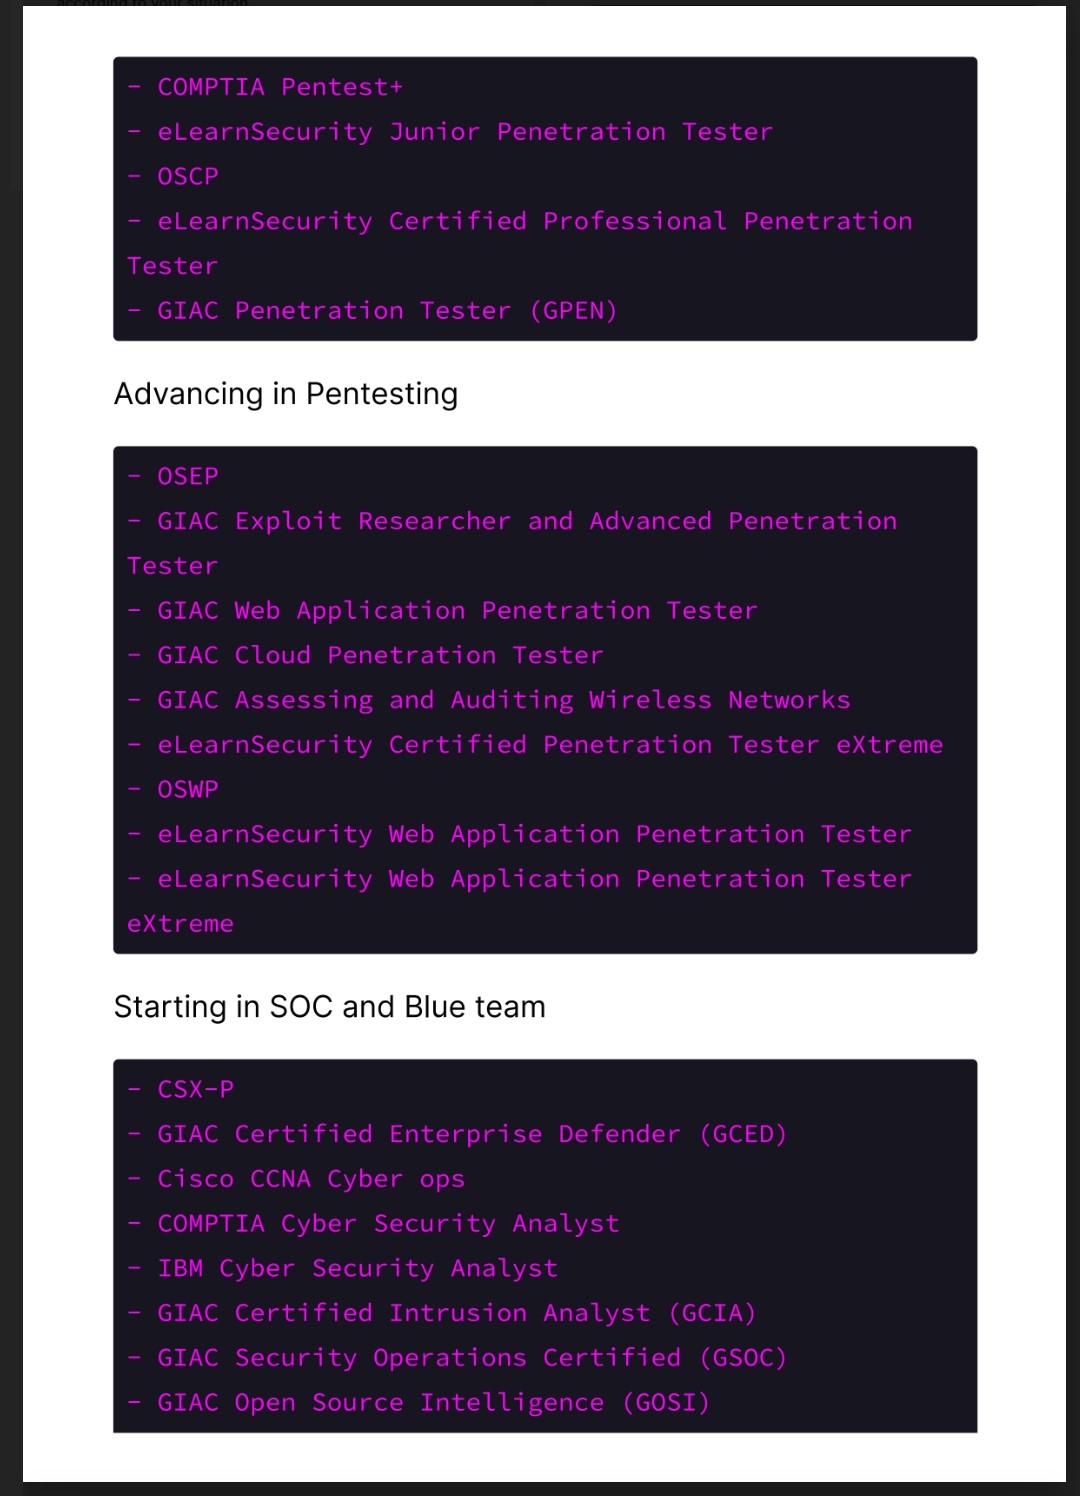 according to your situation
- COMPTIA Pentest+
- eLearnSecurity Junior Penetration Tester
- OSCP
- eLearnSecurity Certified Professional Penetration
Tester
- GIAC Penetration Tester (GPEN)
Advancing in Pentesting
- OSEP
- GIAC Exploit Researcher and Advanced Penetration
Tester
- GIAC Web Application Penetration Tester
- GIAC Cloud Penetration Tester
- GIAC Assessing and Auditing Wireless Networks
- eLearnSecurity Certified Penetration Tester eXtreme
- OSWP
- eLearnSecurity Web Application Penetration Tester
- eLearnSecurity Web Application Penetration Tester
eXtreme
Starting in SOC and Blue team
- CSX-P
- GIAC Certified Enterprise Defender (GCED)
- Cisco CCNA Cyber ops
- COMPTIA Cyber Security Analyst
- IBM Cyber Security Analyst
- GIAC Certified Intrusion Analyst (GCIA)
- GIAC Security Operations Certified (GSOC)
- GIAC Open Source Intelligence (GOSI)